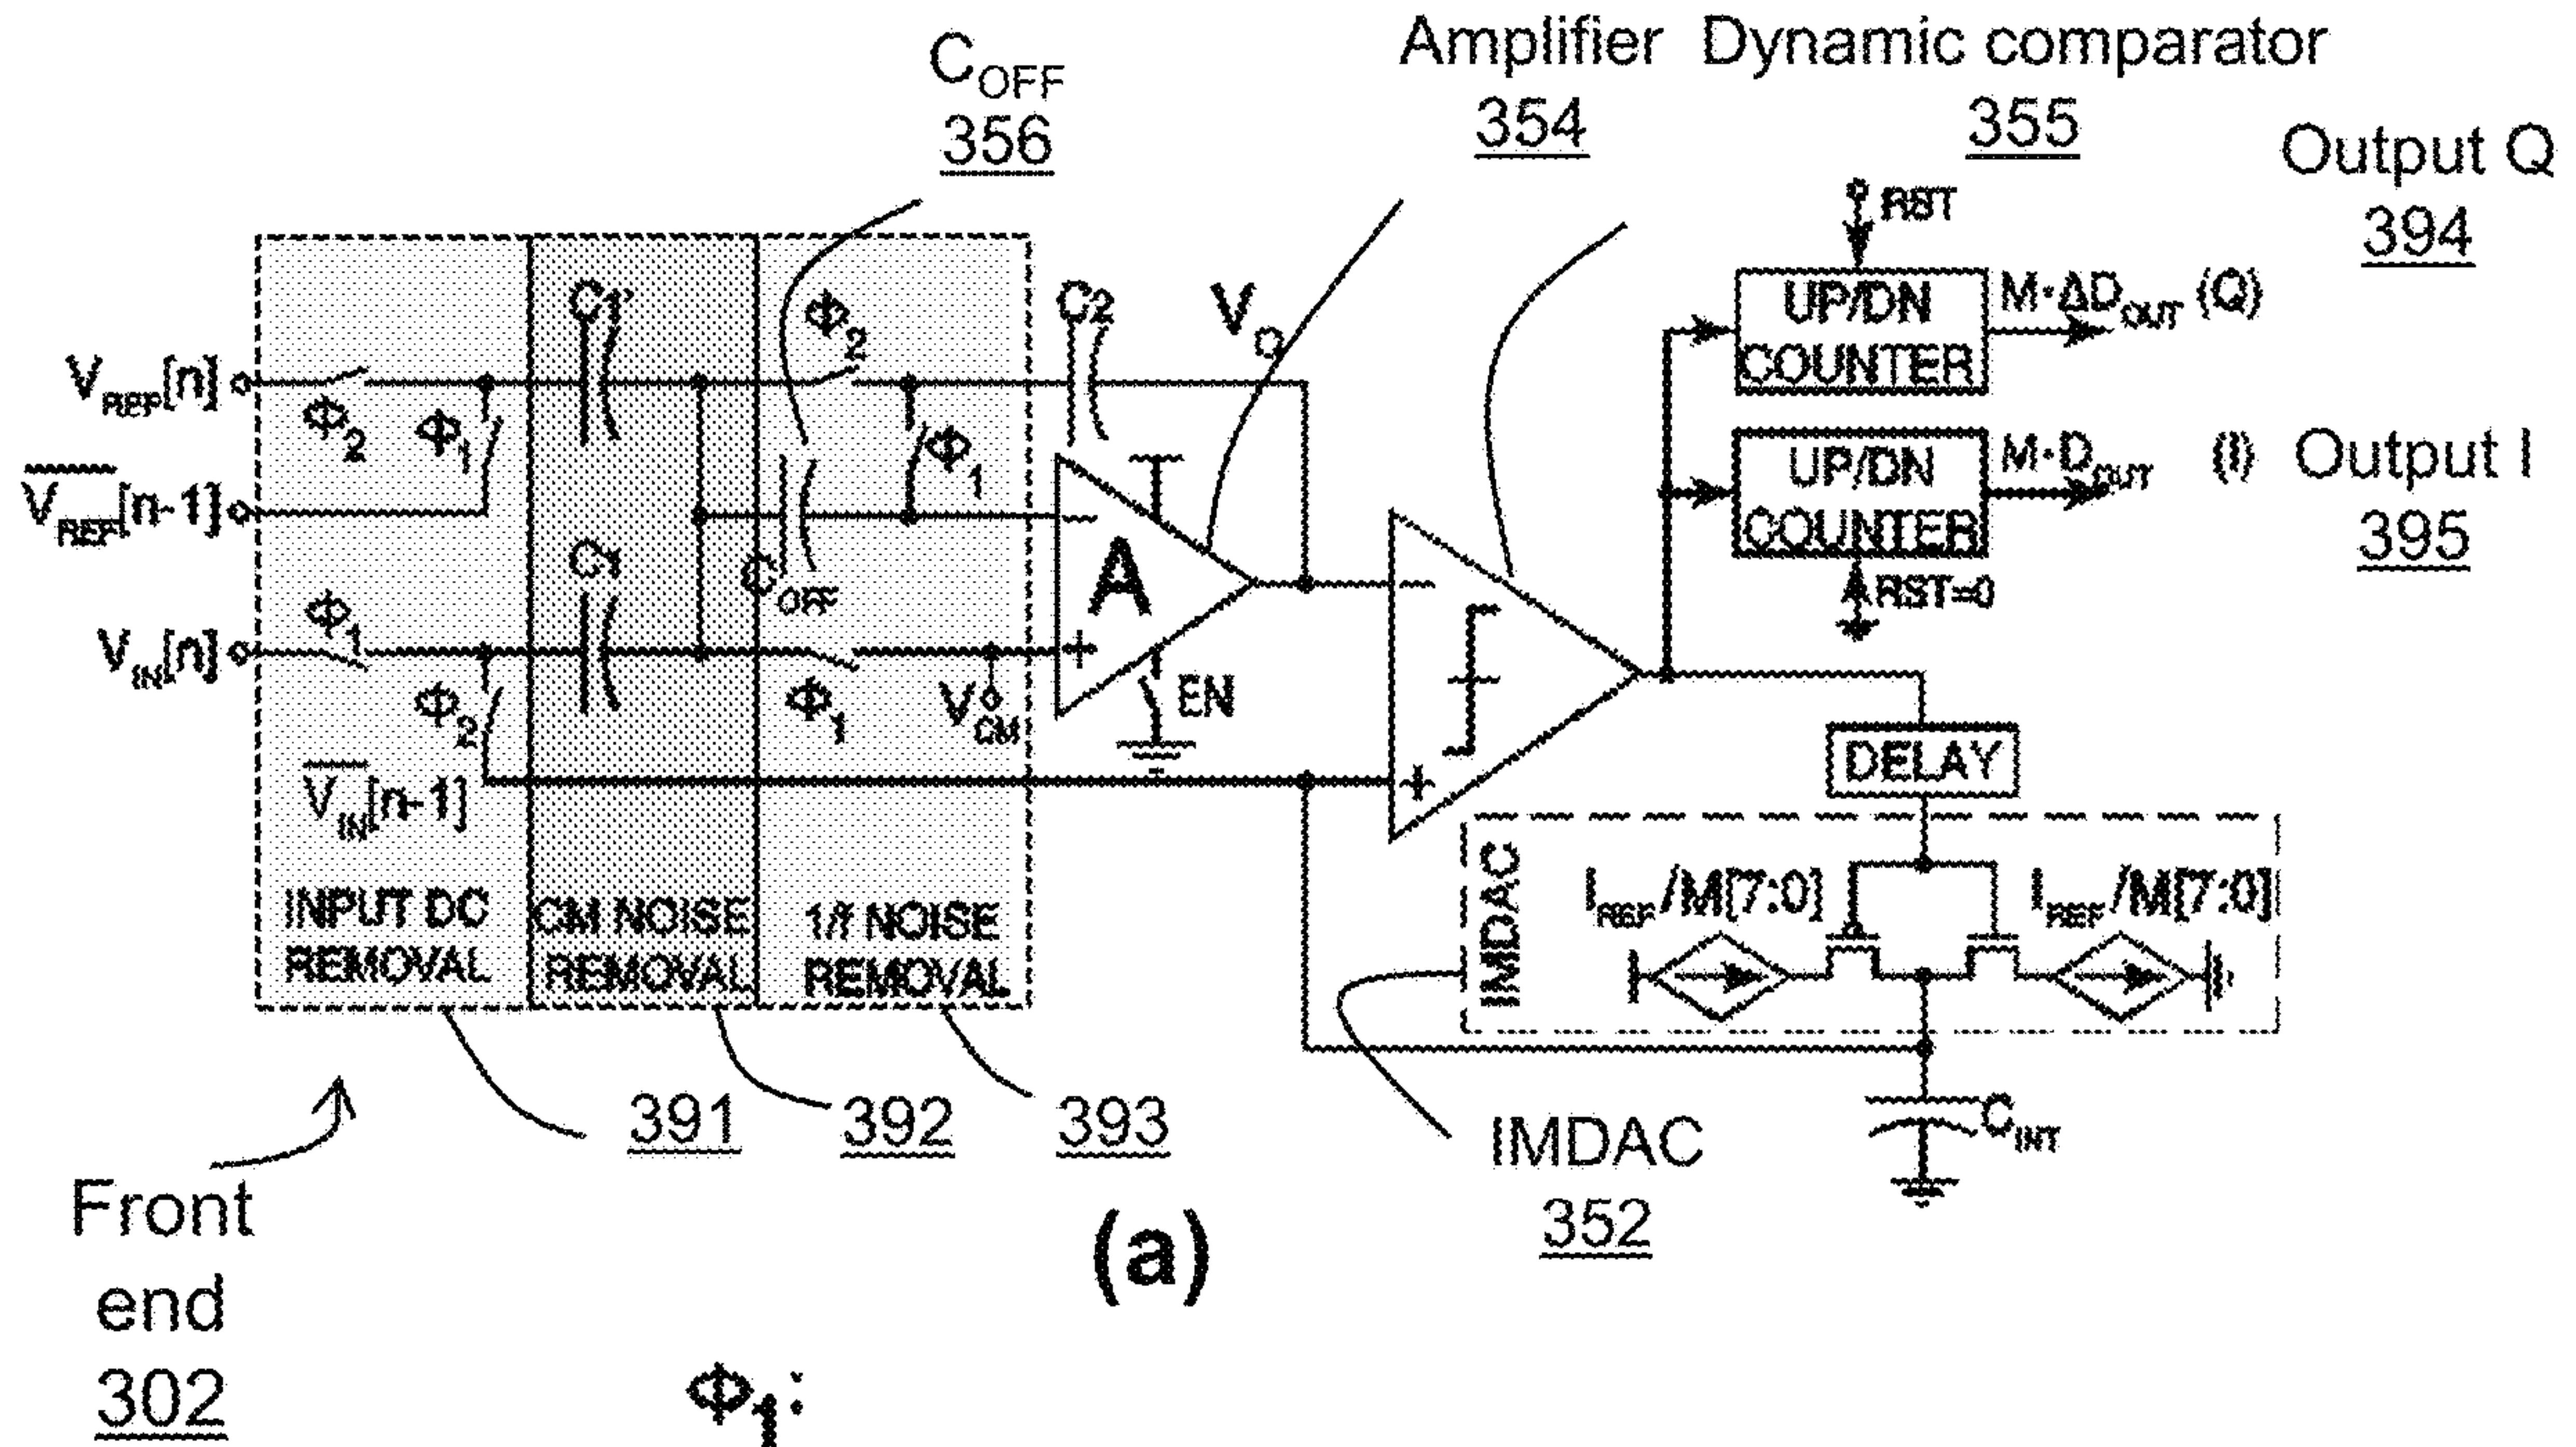 C_OFF
356
Amplifier
354
Dynamic comparator
355
Output Q
394
RST
UP/DN
COUNTER
M·ΔD_OUT (Q)
UP/DN
COUNTER
M·D_OUT (I)
Output I
395
RST=0
V_REF[n]
Φ2
Φ1
C1'
Φ2
C2
V_O
V̅_REF[n-1]
Φ1
C_OFF
V_IN[n]
Φ1
Φ2
C1
Φ1
V_CM
A
−
+
EN
−
+
V̅_IN[n-1]
DELAY
INPUT DC
REMOVAL
CM NOISE
REMOVAL
1/f NOISE
REMOVAL
IMDAC
I_REF/M[7:0]
I_REF/M[7:0]
C_INT
391
392
393
IMDAC
352
Front
end
302
(a)
Φ1: